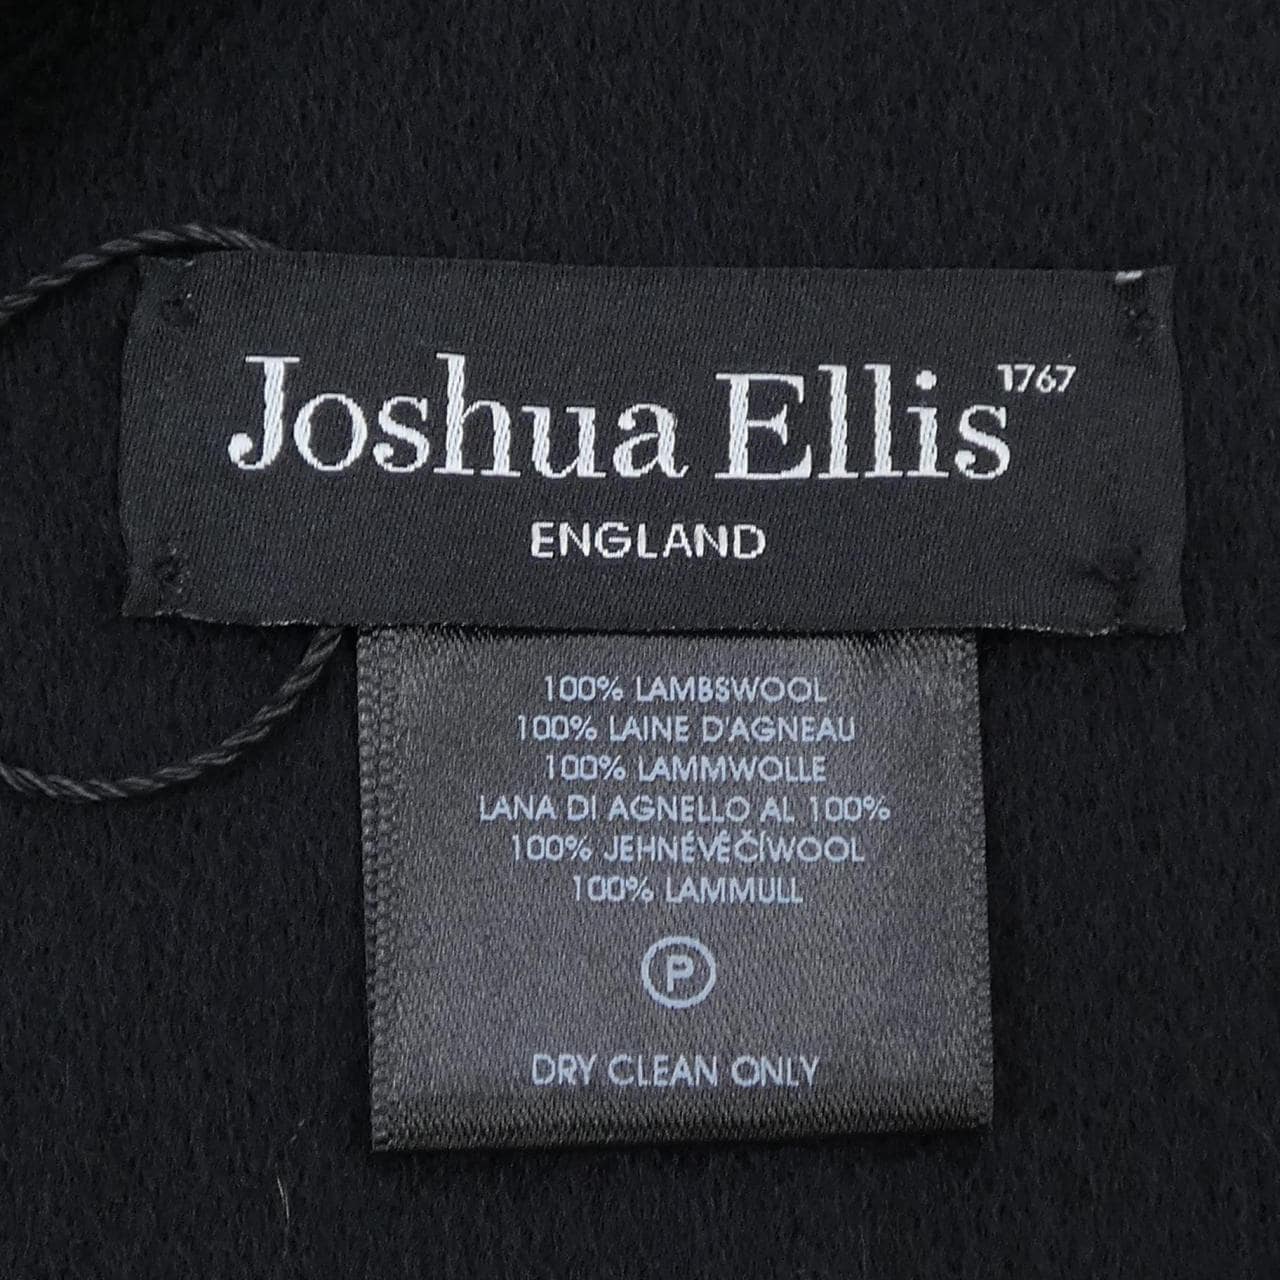 Joshua Ellis 1767
ENGLAND
100% LAMBSWOOL
100% LAINE D'AGNEAU
100% LAMMWOLLE
LANA DI AGNELLO AL 100%
100% JEHNÉVĚČÍWOOL
100% LAMMULL
P
DRY CLEAN ONLY